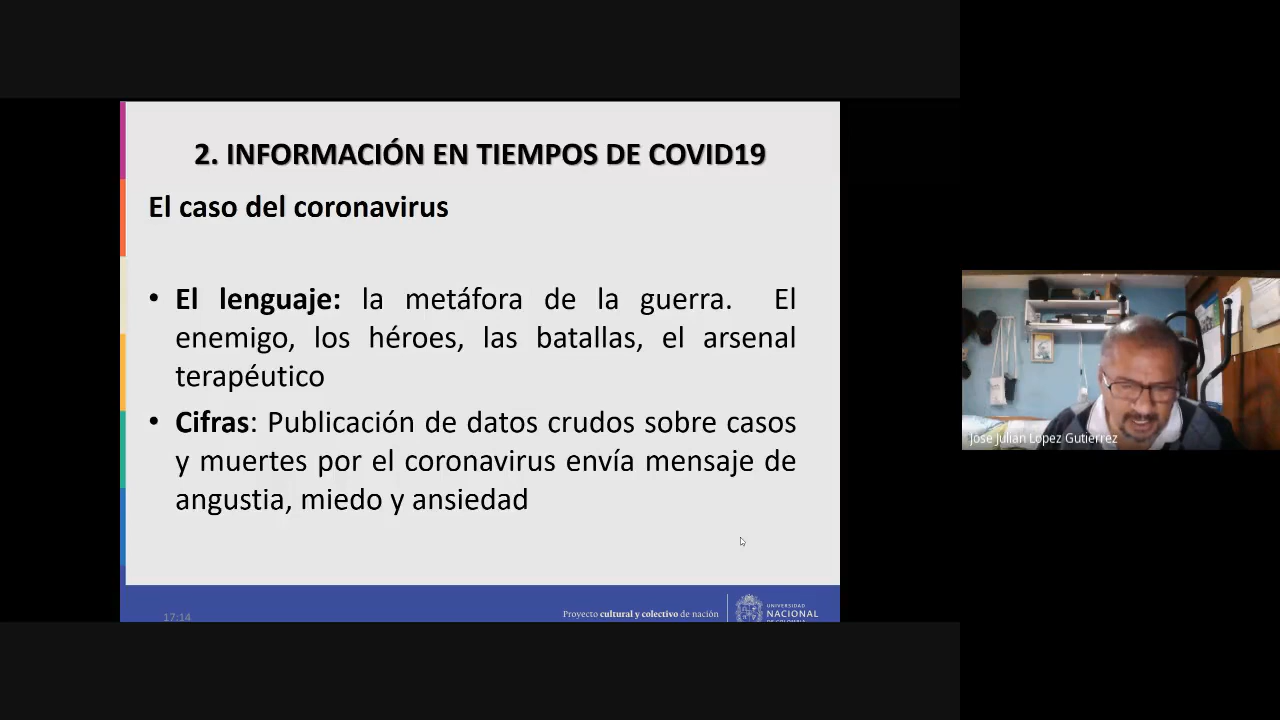 2. INFORMACIÓN EN TIEMPOS DE COVID19
El caso del coronavirus
• El lenguaje: la metáfora de la guerra. El
enemigo, los héroes, las batallas, el arsenal
terapéutico
• Cifras: Publicación de datos crudos sobre casos
y muertes por el coronavirus envía mensaje de
angustia, miedo y ansiedad
17:14
Proyecto cultural y colectivo de nación
UNIVERSIDAD
NACIONAL
DE COLOMBIA
José Julián López Gutiérrez